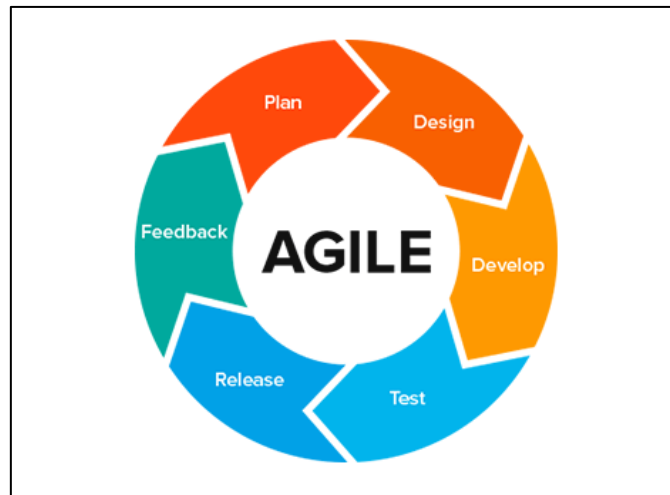 Plan
Design
Feedback
AGILE
Develop
Release
Test